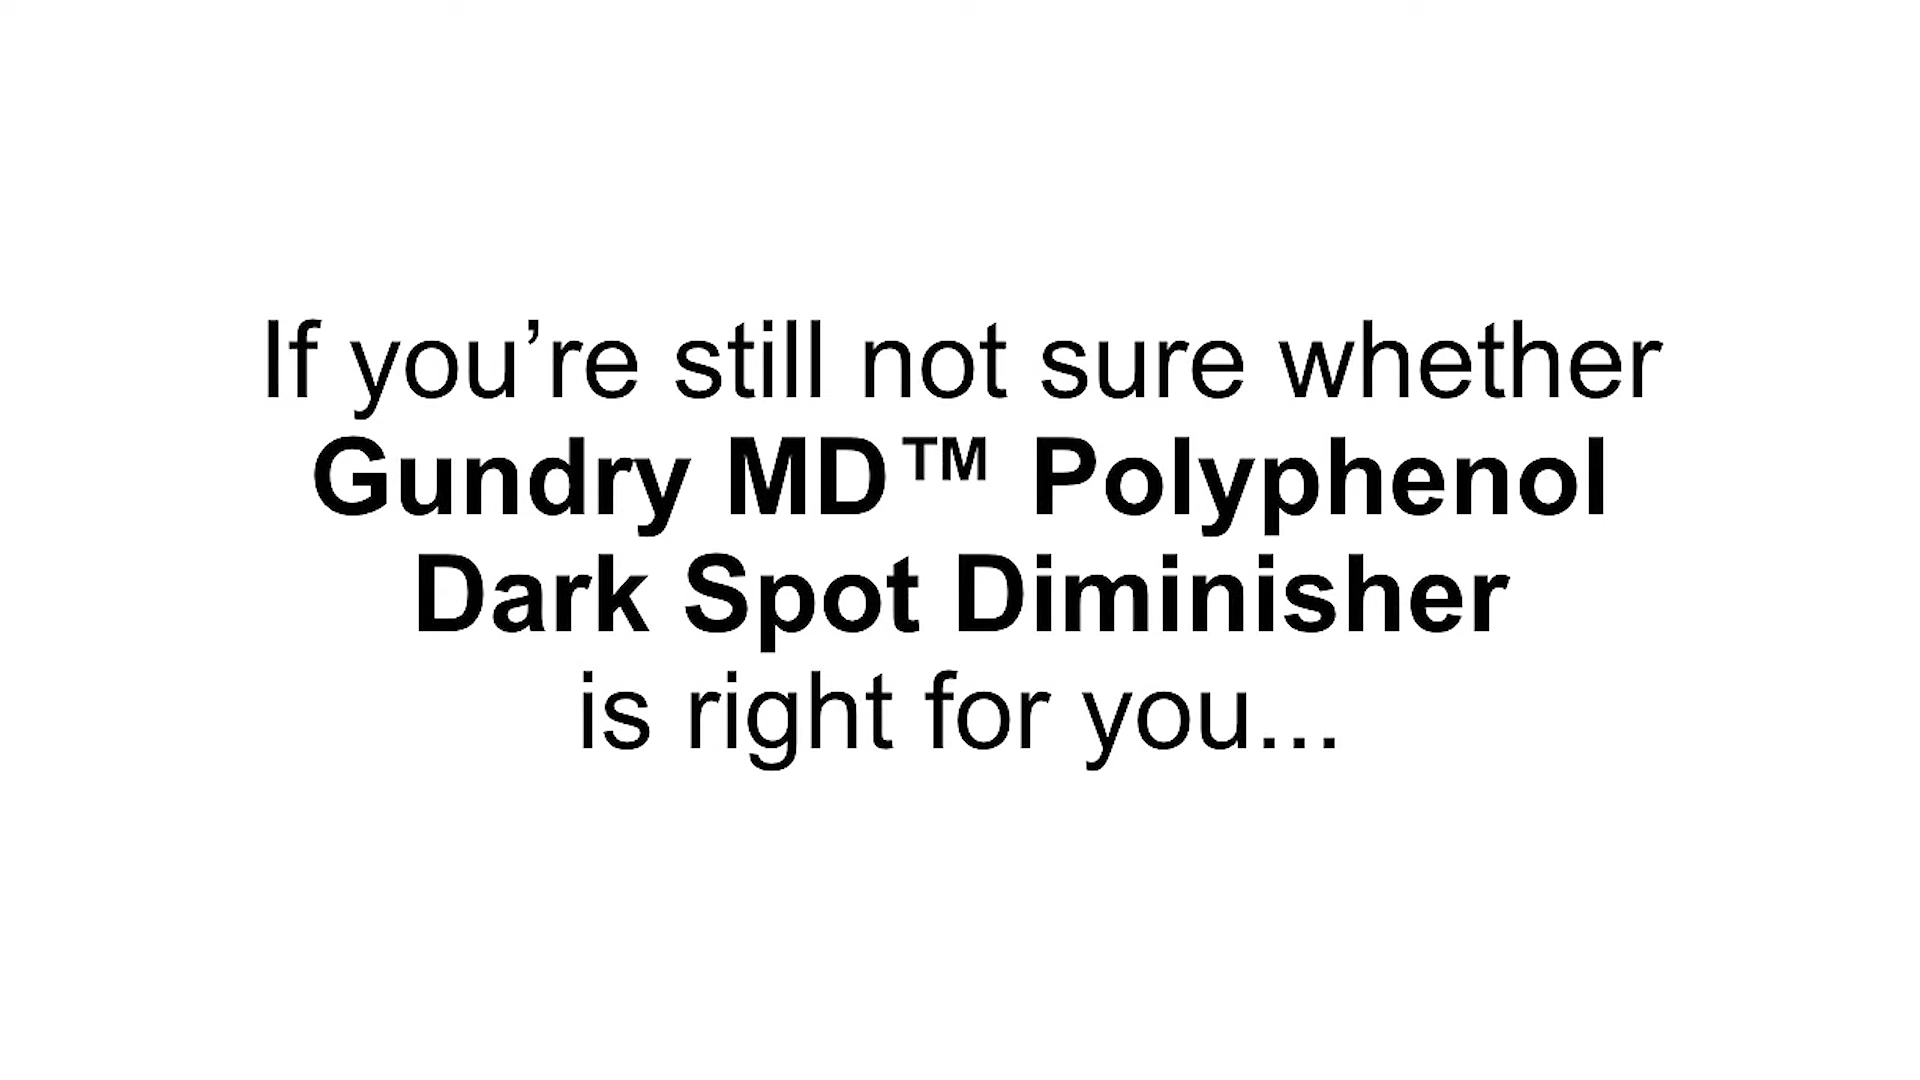 If you’re still not sure whether
Gundry MD™ Polyphenol
Dark Spot Diminisher
is right for you...